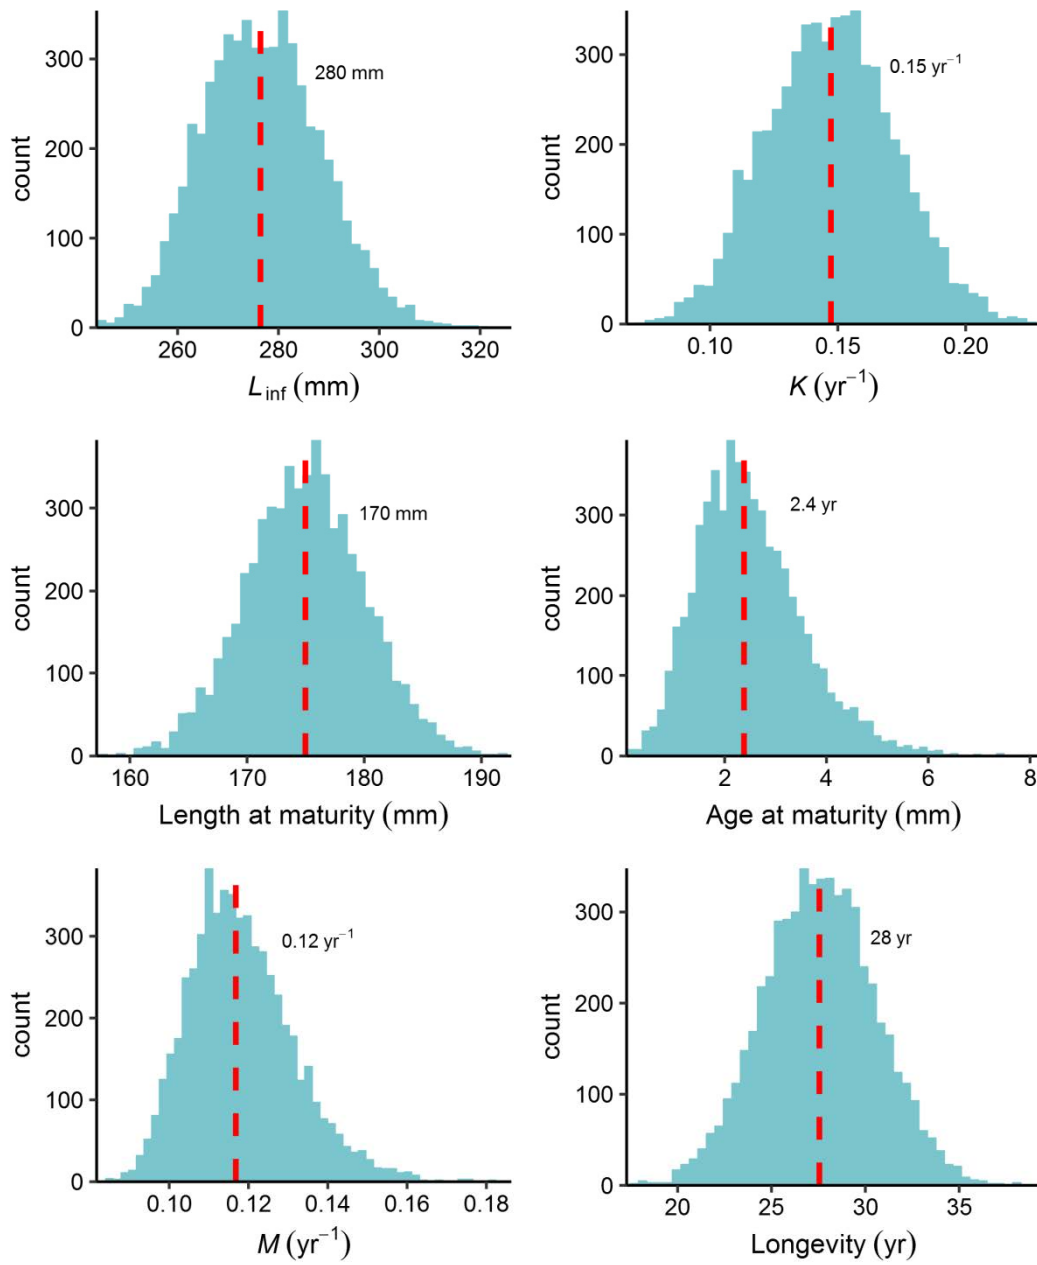 count
300
200
100
0
280 mm
260 280 300 320
L_inf (mm)
count
300
200
100
0
0.15 yr⁻¹
0.10 0.15 0.20
K (yr⁻¹)
count
300
200
100
0
170 mm
160 170 180 190
Length at maturity (mm)
count
300
200
100
0
2.4 yr
2 4 6 8
Age at maturity (mm)
count
300
200
100
0
0.12 yr⁻¹
0.10 0.12 0.14 0.16 0.18
M (yr⁻¹)
count
300
200
100
0
28 yr
20 25 30 35
Longevity (yr)